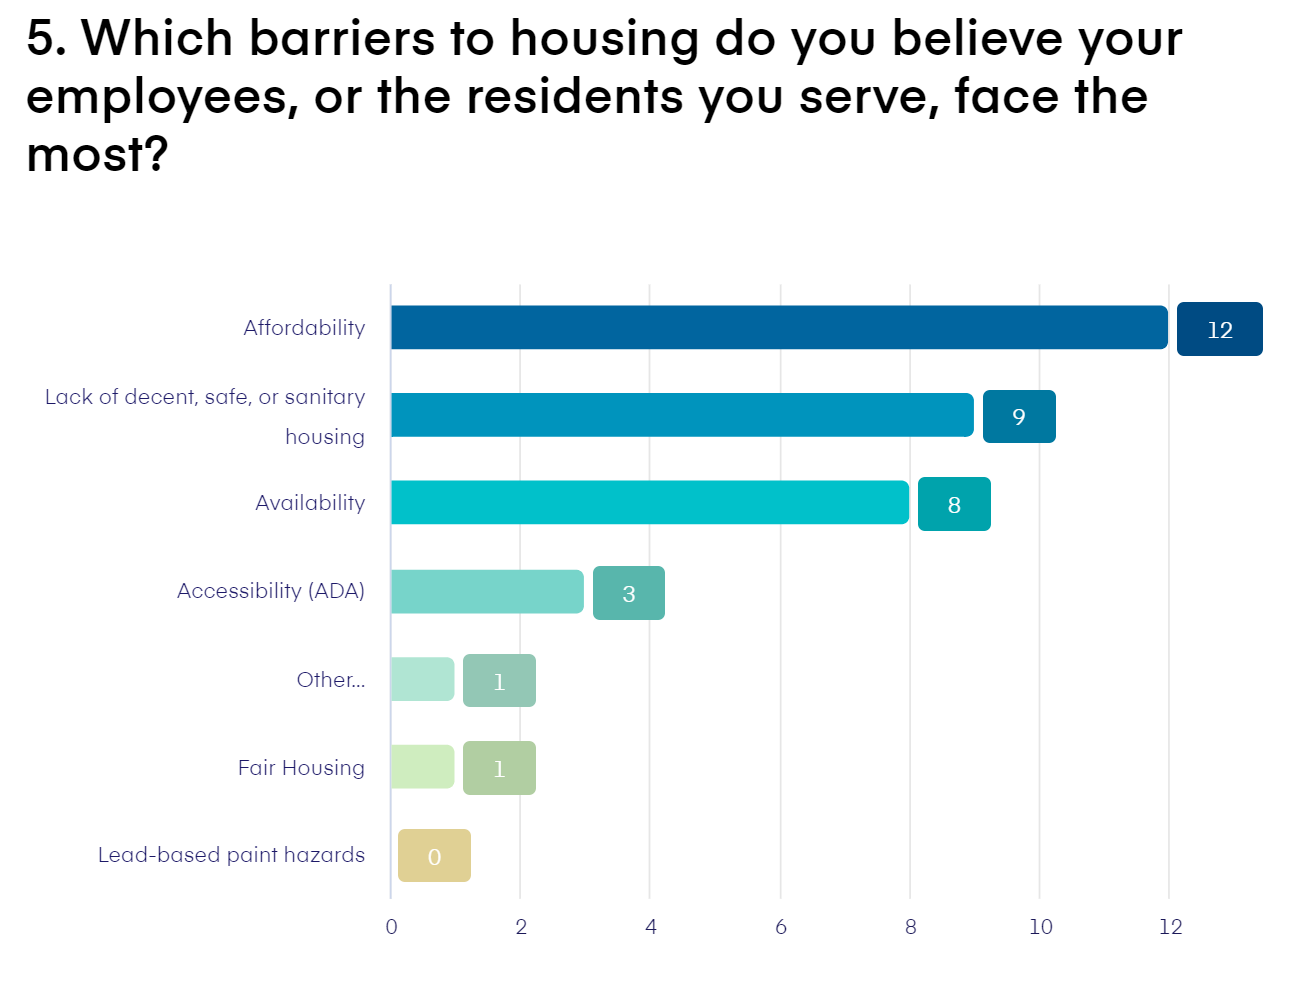 5. Which barriers to housing do you believe your
employees, or the residents you serve, face the
most?
Affordability
12
Lack of decent, safe, or sanitary
housing
9
Availability
8
Accessibility (ADA)
3
Other...
1
Fair Housing
1
Lead-based paint hazards
0
0 2 4 6 8 10 12